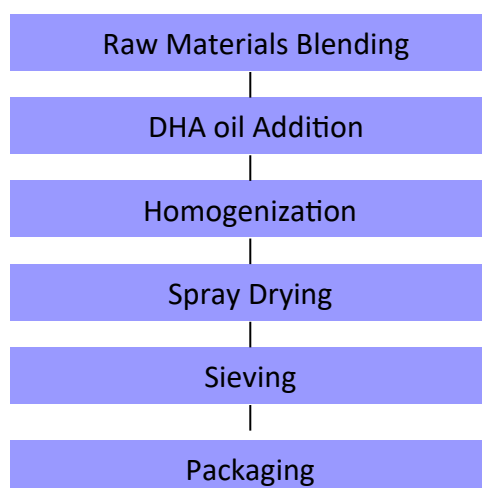 Raw Materials Blending
DHA oil Addition
Homogenization
Spray Drying
Sieving
Packaging